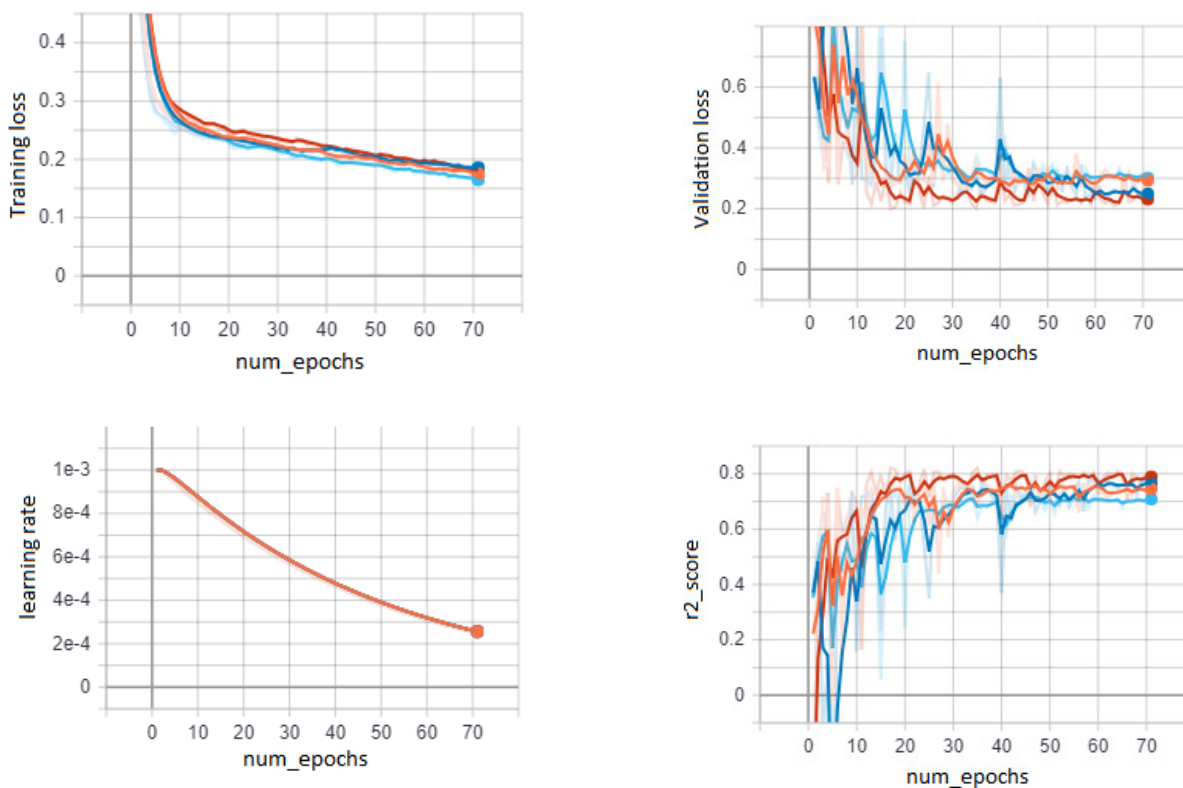 0.4
0.3
0.2
0.1
0
0 10 20 30 40 50 60 70
Training loss
num_epochs
0.6
0.4
0.2
0
0 10 20 30 40 50 60 70
Validation loss
num_epochs
1e-3
8e-4
6e-4
4e-4
2e-4
0
0 10 20 30 40 50 60 70
learning rate
num_epochs
0.8
0.6
0.4
0.2
0
0 10 20 30 40 50 60 70
r2_score
num_epochs